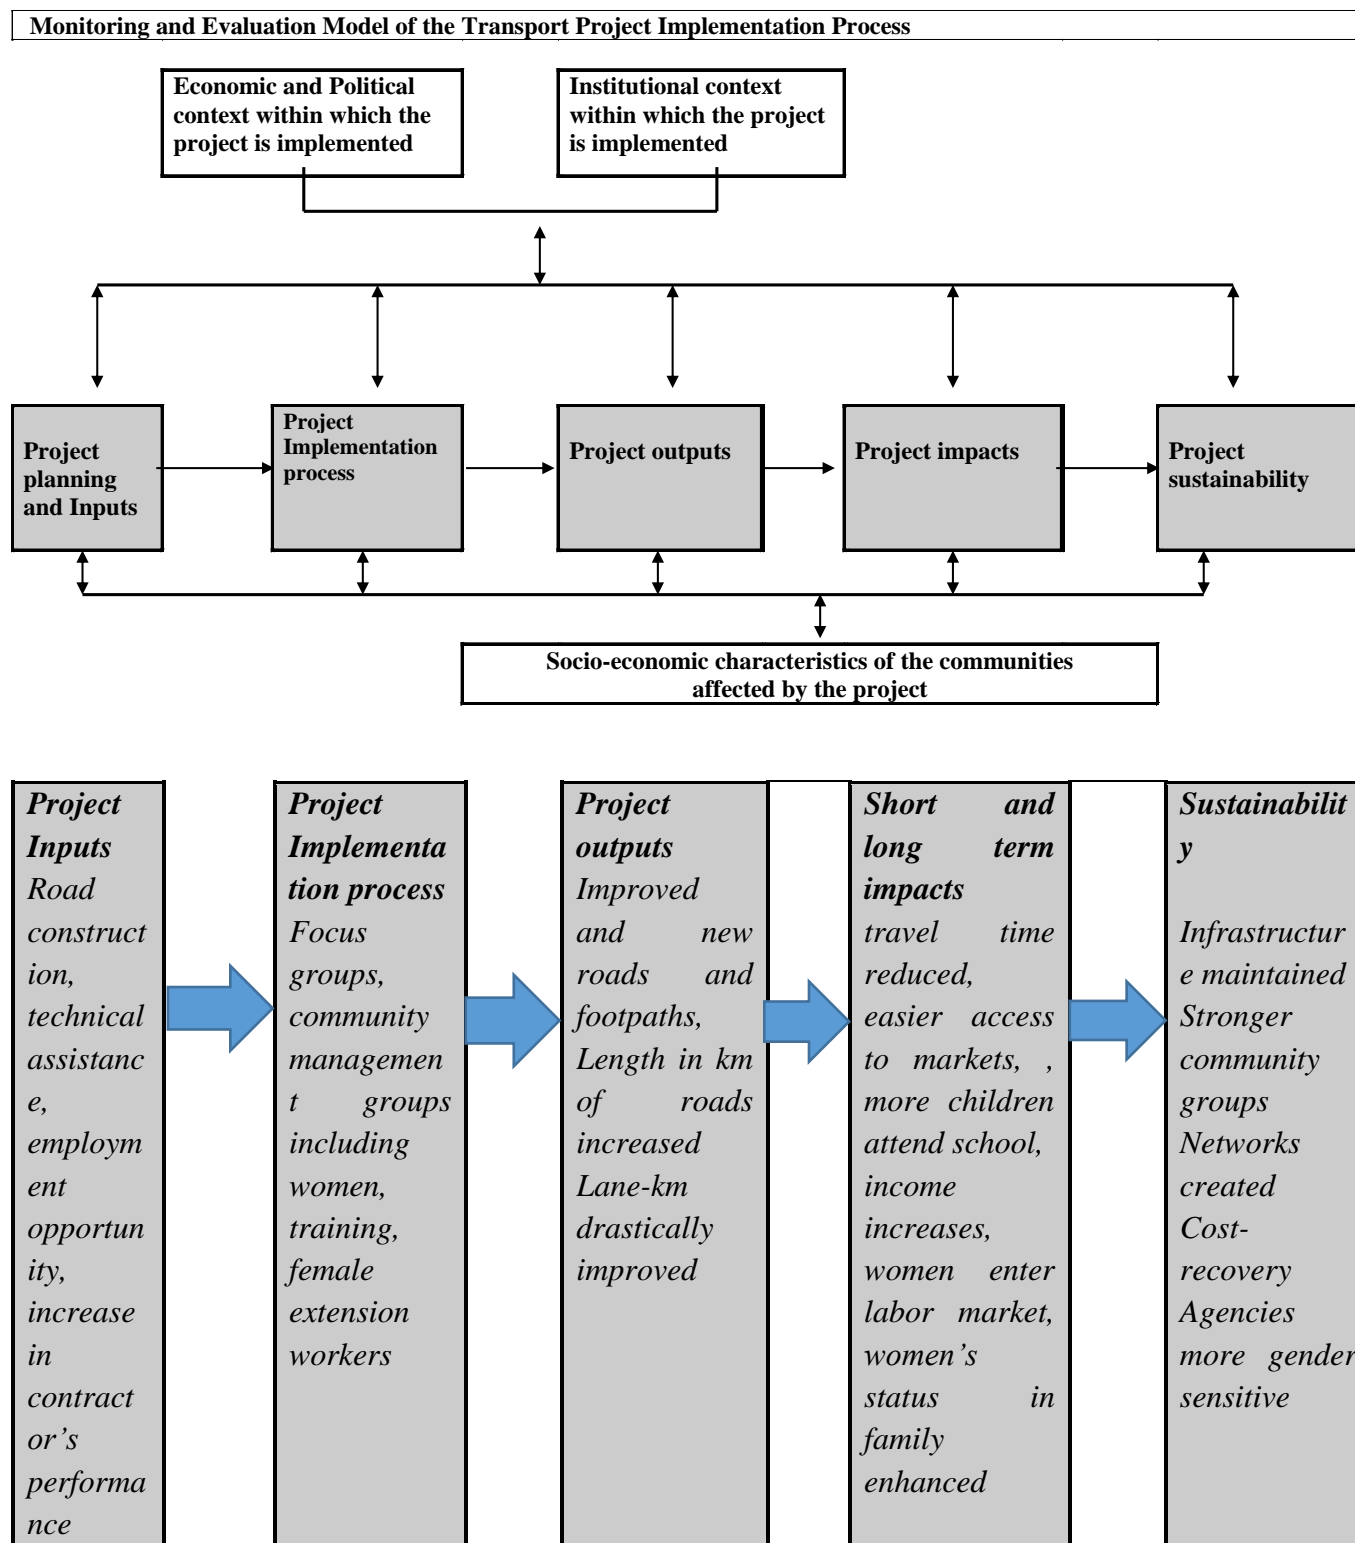 Monitoring and Evaluation Model of the Transport Project Implementation Process
Economic and Political
context within which the
project is implemented
Institutional context
within which the project
is implemented
Project
planning
and Inputs
Project
Implementation
process
Project outputs
Project impacts
Project
sustainability
Socio-economic characteristics of the communities
affected by the project
Project
Inputs
Road
construct
ion,
technical
assistanc
e,
employm
ent
opportun
ity,
increase
in
contract
or’s
performa
nce
Project
Implementa
tion process
Focus
groups,
community
managemen
t groups
including
women,
training,
female
extension
workers
Project
outputs
Improved
and new
roads and
footpaths,
Length in km
of roads
increased
Lane-km
drastically
improved
Short and
long term
impacts
travel time
reduced,
easier access
to markets, ,
more children
attend school,
income
increases,
women enter
labor market,
women’s
status in
family
enhanced
Sustainabilit
y
Infrastructur
e maintained
Stronger
community
groups
Networks
created
Cost-
recovery
Agencies
more gender
sensitive